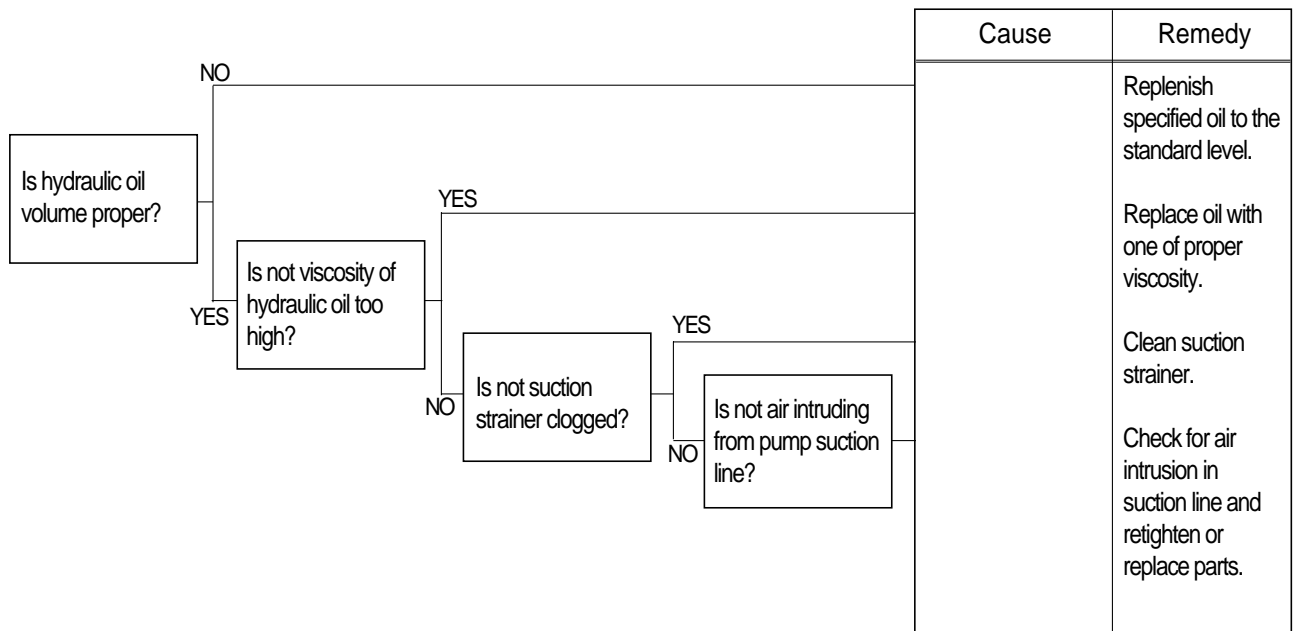 Cause
Remedy
NO
Replenish
specified oil to the
standard level.
Is hydraulic oil
volume proper?
YES
Replace oil with
one of proper
viscosity.
YES
Is not viscosity of
hydraulic oil too
high?
YES
Clean suction
strainer.
NO
Is not suction
strainer clogged?
NO
Is not air intruding
from pump suction
line?
Check for air
intrusion in
suction line and
retighten or
replace parts.